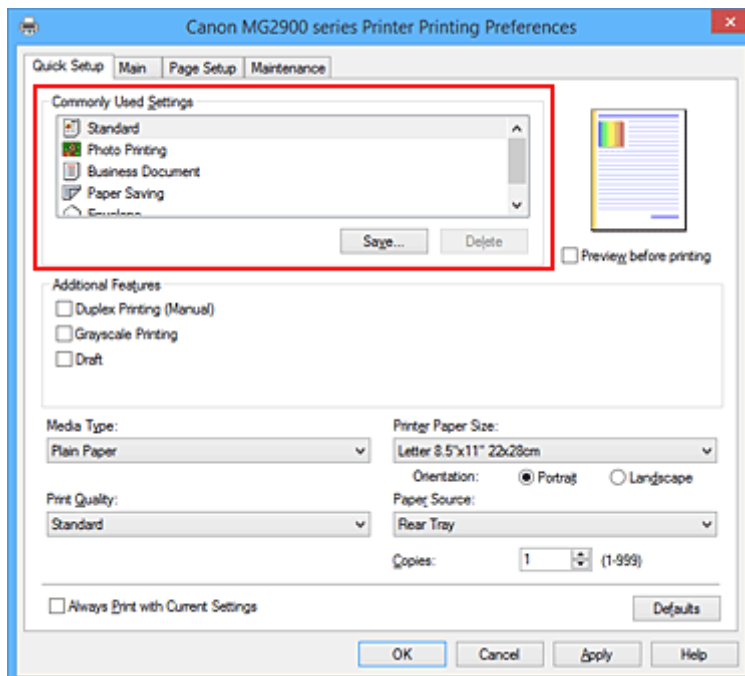 Canon MG2900 series Printer Printing Preferences
Quick Setup Main Page Setup Maintenance
Commonly Used Settings
Standard
Photo Printing
Business Document
Paper Saving
Envelope
Save... Delete
Preview before printing
Addtional Features
Duplex Printing (Manual)
Grayscale Printing
Draft
Media Type:
Plain Paper
Printer Paper Size:
Letter 8.5"x11" 22x28cm
Orientation: Portrait Landscape
Print Quality:
Standard
Paper Source:
Rear Tray
Copies: 1 (1-999)
Always Print with Current Settings
Defaults
OK Cancel Apply Help